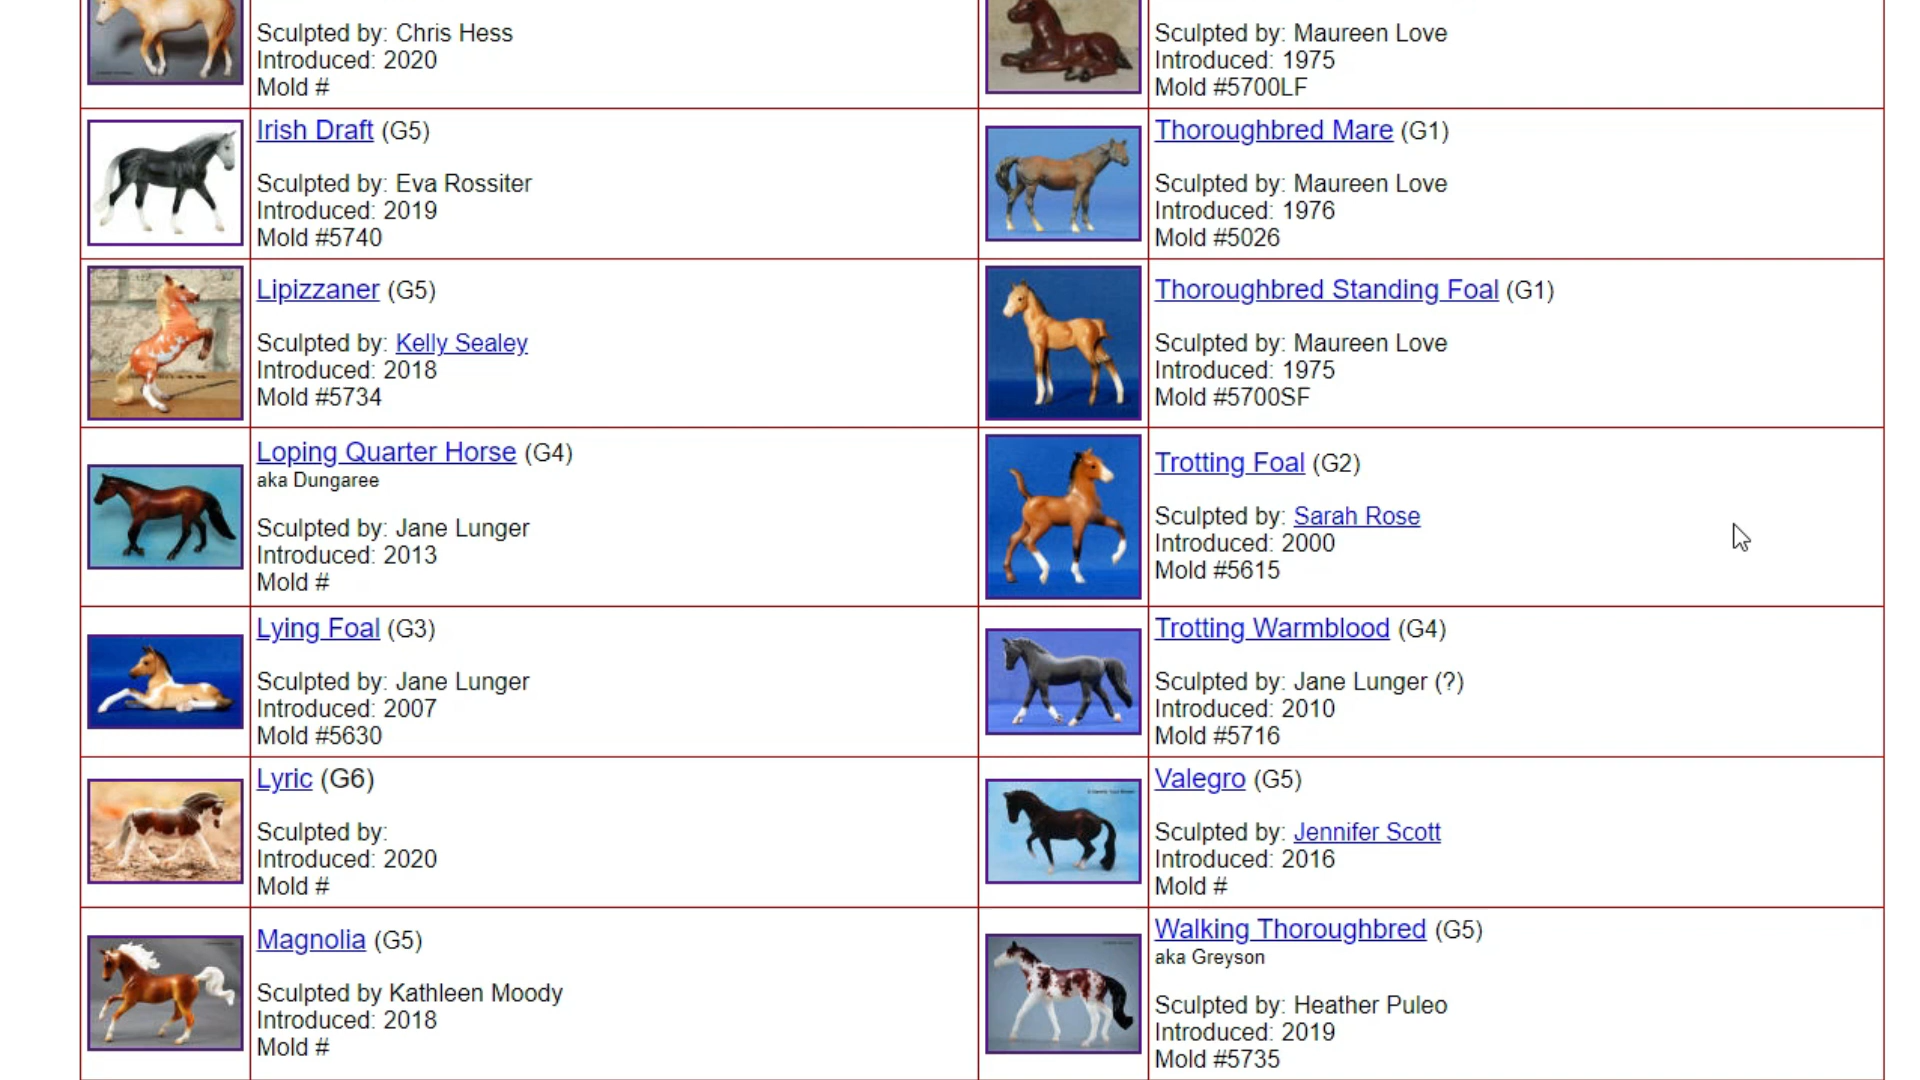 Sculpted by: Chris Hess
Introduced: 2020
Mold #
Sculpted by: Maureen Love
Introduced: 1975
Mold #5700LF
Irish Draft (G5)
Sculpted by: Eva Rossiter
Introduced: 2019
Mold #5740
Thoroughbred Mare (G1)
Sculpted by: Maureen Love
Introduced: 1976
Mold #5026
Lipizzaner (G5)
Sculpted by: Kelly Sealey
Introduced: 2018
Mold #5734
Thoroughbred Standing Foal (G1)
Sculpted by: Maureen Love
Introduced: 1975
Mold #5700SF
Loping Quarter Horse (G4)
aka Dungaree
Sculpted by: Jane Lunger
Introduced: 2013
Mold #
Trotting Foal (G2)
Sculpted by: Sarah Rose
Introduced: 2000
Mold #5615
Lying Foal (G3)
Sculpted by: Jane Lunger
Introduced: 2007
Mold #5630
Trotting Warmblood (G4)
Sculpted by: Jane Lunger (?)
Introduced: 2010
Mold #5716
Lyric (G6)
Sculpted by:
Introduced: 2020
Mold #
Valegro (G5)
Sculpted by: Jennifer Scott
Introduced: 2016
Mold #
Magnolia (G5)
Sculpted by Kathleen Moody
Introduced: 2018
Mold #
Walking Thoroughbred (G5)
aka Greyson
Sculpted by: Heather Puleo
Introduced: 2019
Mold #5735